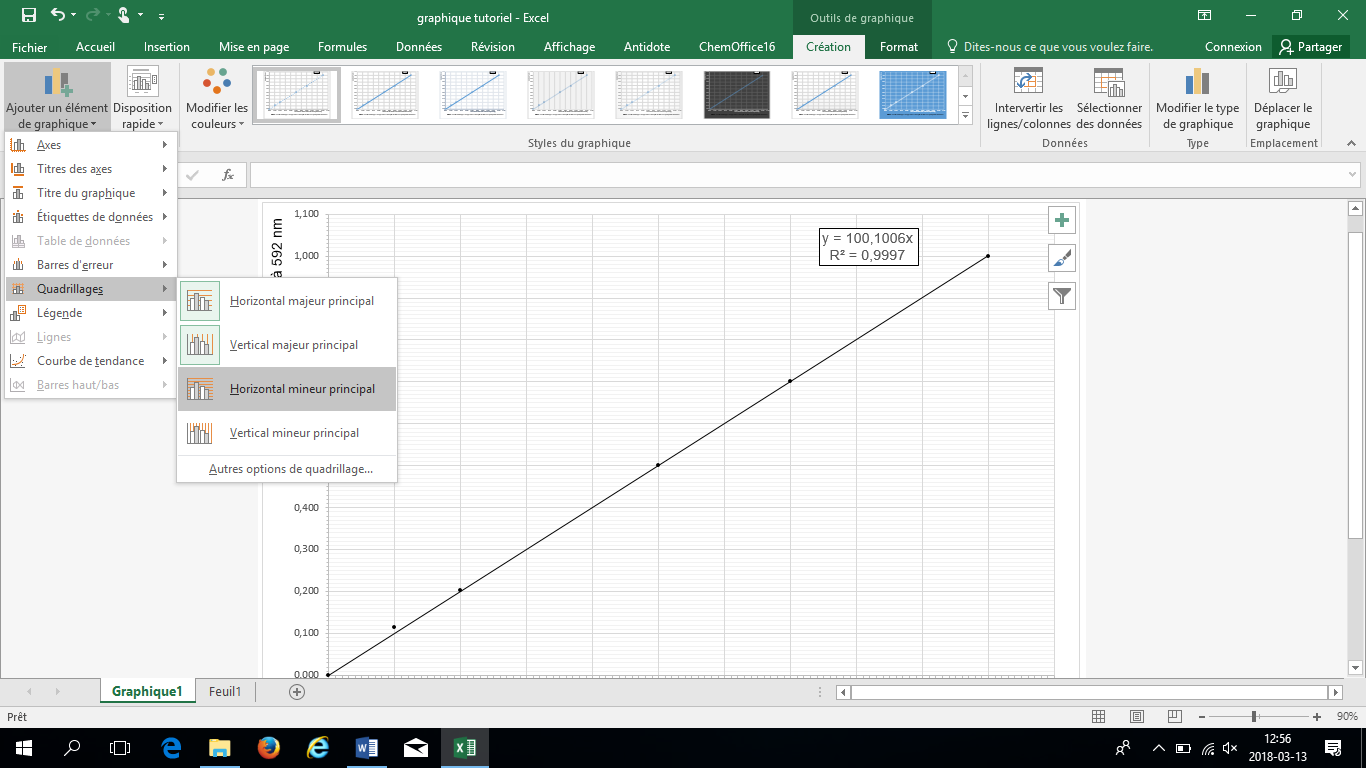 graphique tutoriel - Excel
Outils de graphique
Fichier
Accueil
Insertion
Mise en page
Formules
Données
Révision
Affichage
Antidote
ChemOffice16
Création
Format
Dites-nous ce que vous voulez faire.
Connexion
Partager
Ajouter un élément
de graphique
Disposition
rapide
Modifier les
couleurs
Intervertir les
lignes/colonnes
Sélectionner
des données
Modifier le type
de graphique
Déplacer le
graphique
Styles du graphique
Données
Type
Emplacement
Axes
Titres des axes
Titre du graphique
Étiquettes de données
Table de données
Barres d'erreur
Quadrillages
Légende
Lignes
Courbe de tendance
Barres haut/bas
Horizontal majeur principal
Vertical majeur principal
Horizontal mineur principal
Vertical mineur principal
Autres options de quadrillage...
fx
à 592 nm
1,100
1,000
y = 100,1006x
R² = 0,9997
0,400
0,300
0,200
0,100
0,000
Graphique1
Feuil1
Prêt
90%
12:56
2018-03-13